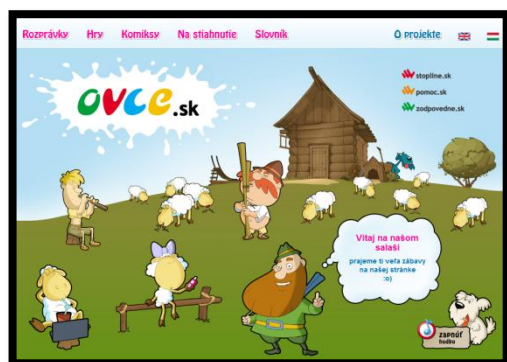 Rozprávky Hry Komiksy Na stiahnutie Slovník O projekte
OVCE.sk
stopline.sk
pomoc.sk
zodpovedne.sk
Vitaj na našom
salaši
prajeme ti veľa zábavy
na našej stránke
:o)
zapnúť
hudbu